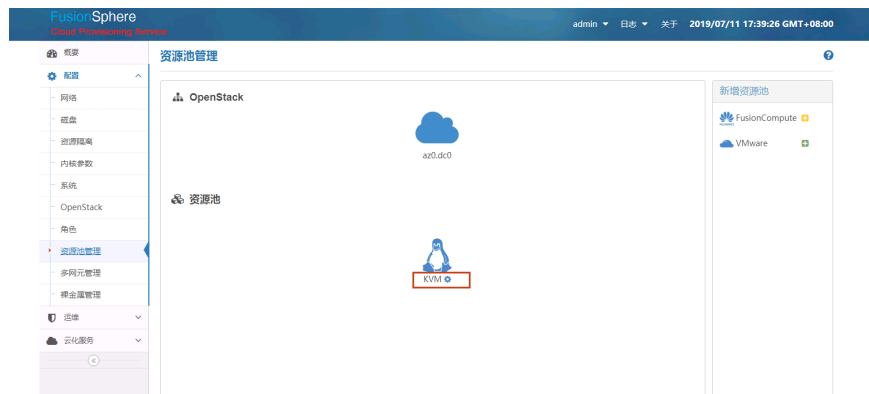 FusionSphere
Cloud Provisioning Service
admin 日志 关于 2019/07/11 17:39:26 GMT+08:00
概要
配置
网络
磁盘
资源隔离
内核参数
系统
OpenStack
角色
资源池管理
多网元管理
裸金属管理
运维
云化服务
资源池管理
OpenStack
az0.dc0
资源池
KVM
新增资源池
FusionCompute
VMware